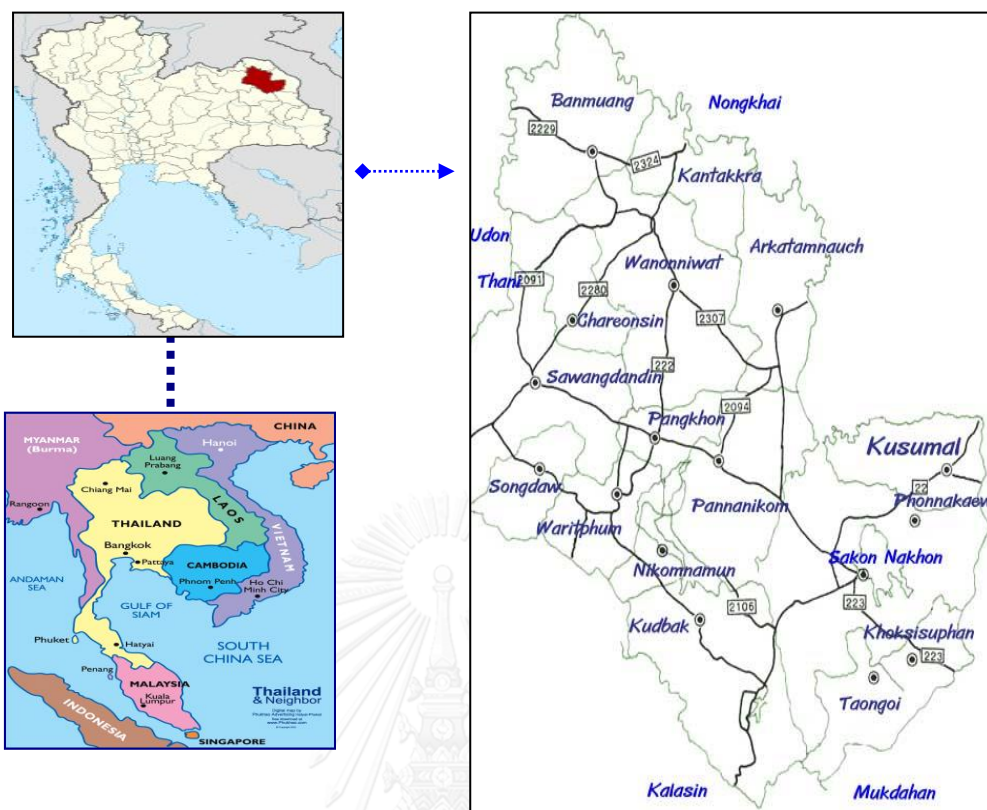 Banmuang
Nongkhai
2229
2324
Kantakkra
Udon
Thani
Arkatamnauch
Wanonniwat
2091
2280
Chareonsin
2307
222
Sawangdandin
2094
Pangkhon
Kusumal
Songdaw
22
Phonnakaew
Waritphum
Pannanikom
Nikomnamun
Sakon Nakhon
2106
223
Kudbak
Khoksisuphan
223
Taongoi
Kalasin
Mukdahan
CHINA
MYANMAR
(Burma)
Hanoi
Luang
Prabang
Chiang Mai
LAOS
Rangoon
THAILAND
VIETNAM
Bangkok
Pattaya
CAMBODIA
ANDAMAN
SEA
Phnom Penh
Ho Chi
Minh City
GULF OF
SIAM
Phuket
Hatyai
SOUTH
CHINA SEA
Penang
MALAYSIA
Kuala
Lumpur
Thailand
& Neighbor
INDONESIA
SINGAPORE